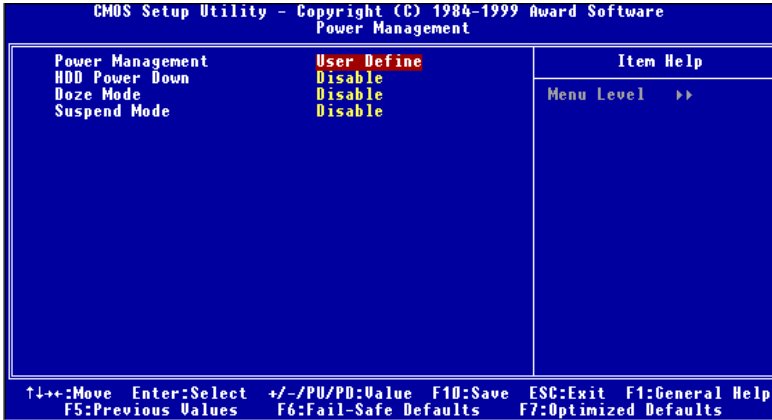 CMOS Setup Utility - Copyright (C) 1984-1999 Award Software
Power Management
Power Management User Define
HDD Power Down Disable
Doze Mode Disable
Suspend Mode Disable
Item Help
Menu Level ▸▸
↑↓→←:Move Enter:Select +/-/PU/PD:Value F10:Save ESC:Exit F1:General Help
F5:Previous Values F6:Fail-Safe Defaults F7:Optimized Defaults